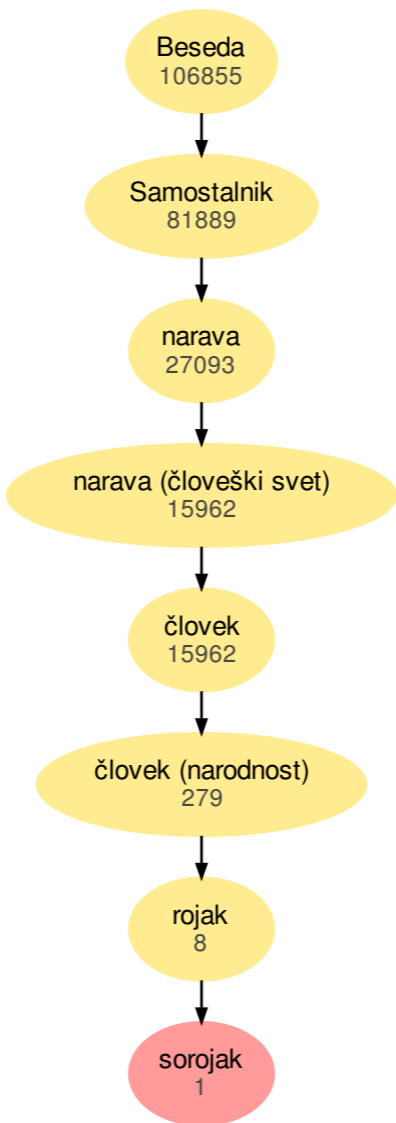 Beseda
106855
Samostalnik
81889
narava
27093
narava (človeški svet)
15962
človek
15962
človek (narodnost)
279
rojak
8
sorojak
1